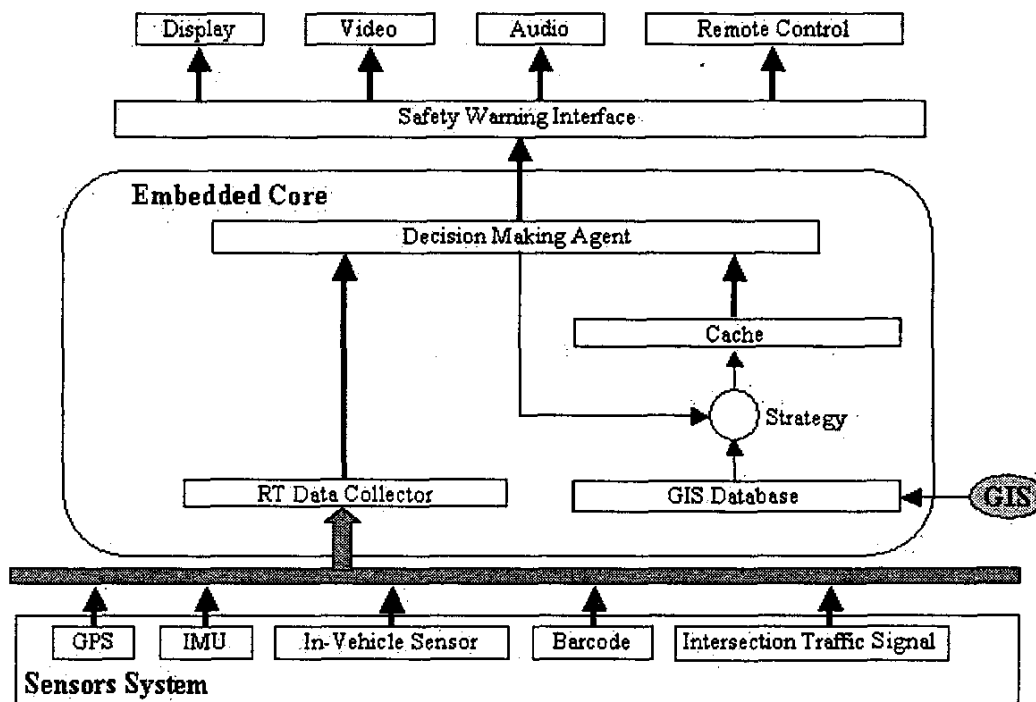 Display
Video
Audio
Remote Control
Safety Warning Interface
Embedded Core
Decision Making Agent
Cache
Strategy
RT Data Collector
GIS Database
GIS
GPS
IMU
In-Vehicle Sensor
Barcode
Intersection Traffic Signal
Sensors System